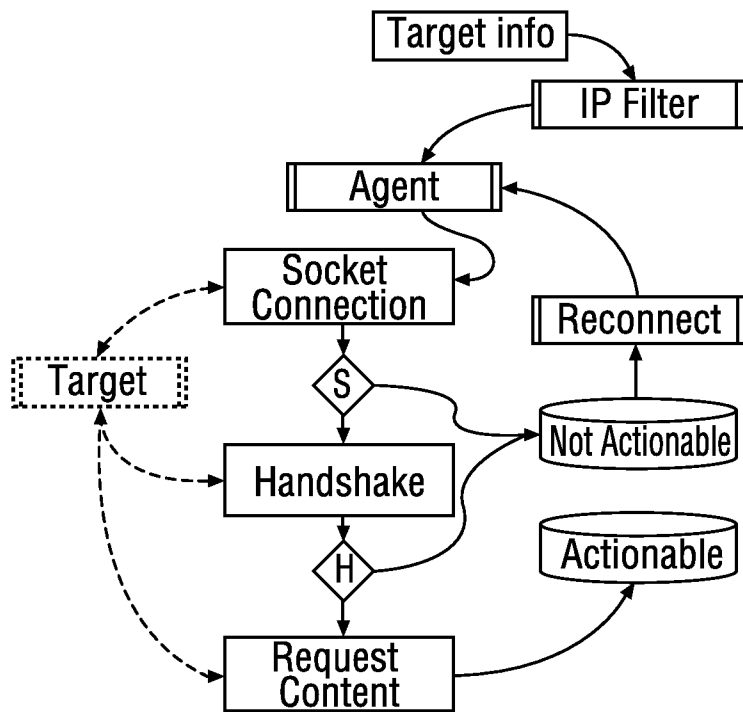 Target info
IP Filter
Agent
Socket
Connection
Reconnect
Target
S
Not Actionable
Handshake
Actionable
H
Request
Content